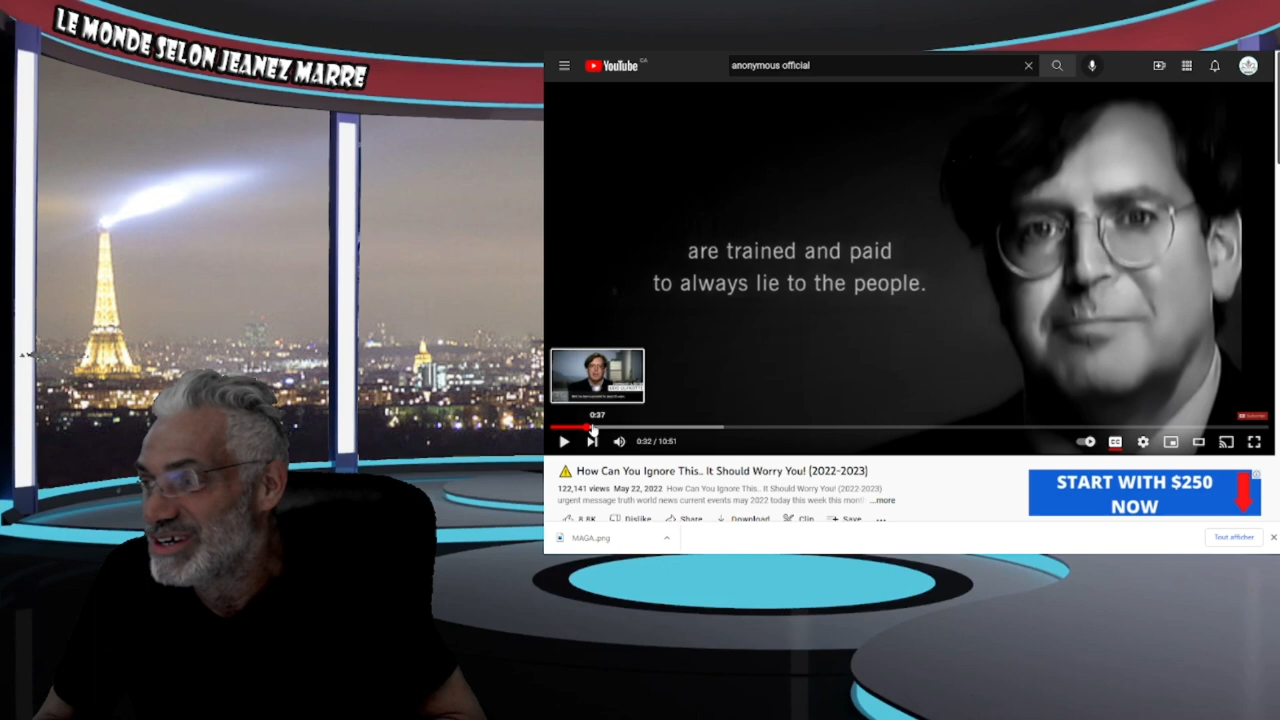 LE MONDE SELON JEANEZ MARRE
YouTube CA
anonymous official
are trained and paid
to always lie to the people.
0:37
0:32 / 10:51
How Can You Ignore This.. It Should Worry You! (2022-2023)
122,141 views May 22, 2022 How Can You Ignore This.. It Should Worry You! (2022-2023)
urgent message truth world news current events may 2022 today this week this month ...more
8.8K Dislike Share Download Clip Save ...
START WITH $250
NOW
MAGA.png
Tout afficher